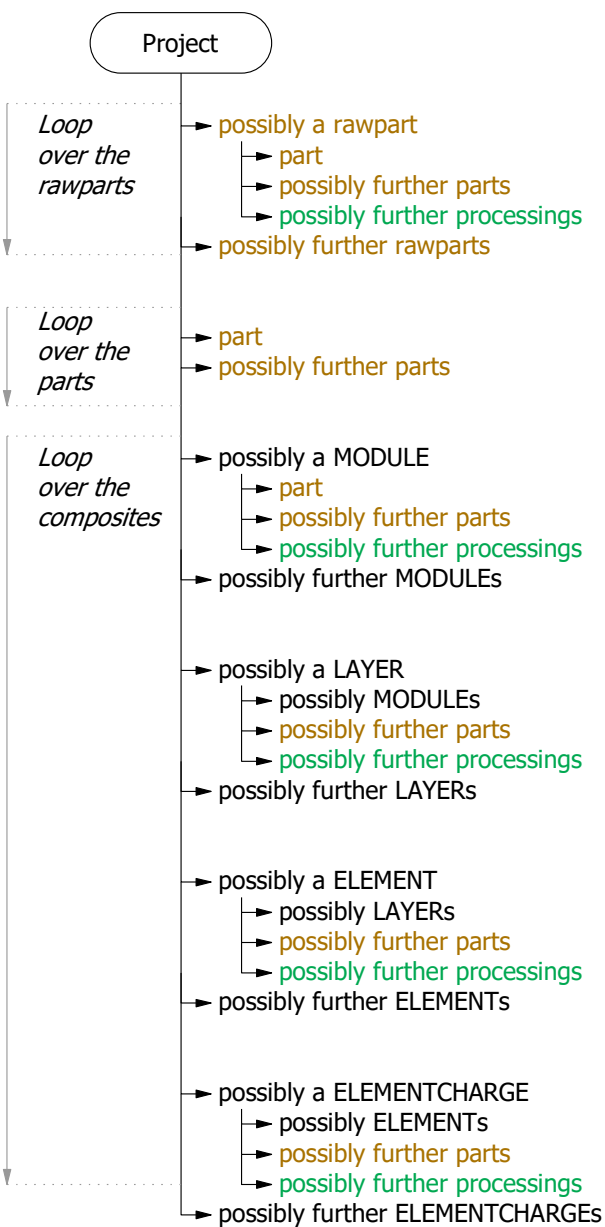 Project
Loop
over the
rawparts
possibly a rawpart
part
possibly further parts
possibly further processings
possibly further rawparts
Loop
over the
parts
part
possibly further parts
Loop
over the
composites
possibly a MODULE
part
possibly further parts
possibly further processings
possibly further MODULEs
possibly a LAYER
possibly MODULEs
possibly further parts
possibly further processings
possibly further LAYERs
possibly a ELEMENT
possibly LAYERs
possibly further parts
possibly further processings
possibly further ELEMENTs
possibly a ELEMENTCHARGE
possibly ELEMENTs
possibly further parts
possibly further processings
possibly further ELEMENTCHARGEs